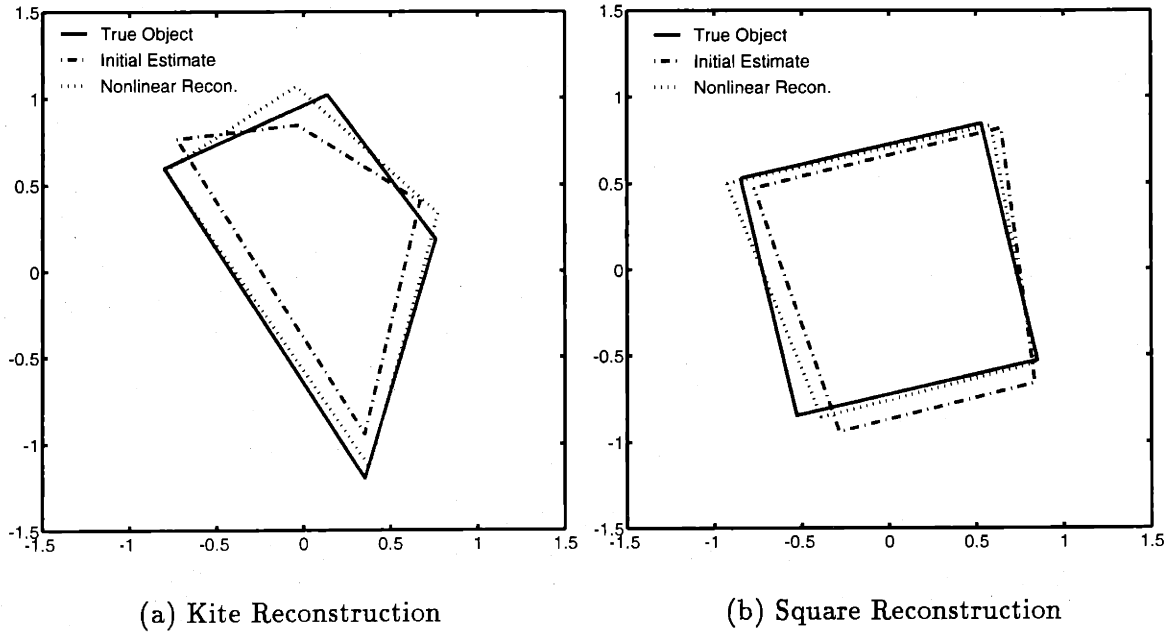 1.5
True Object
Initial Estimate
Nonlinear Recon.
1
0.5
0
-0.5
-1
-1.5
-1.5 -1 -0.5 0 0.5 1 1.5
(a) Kite Reconstruction
1.5
True Object
Initial Estimate
Nonlinear Recon.
1
0.5
0
-0.5
-1
-1.5
-1.5 -1 -0.5 0 0.5 1 1.5
(b) Square Reconstruction